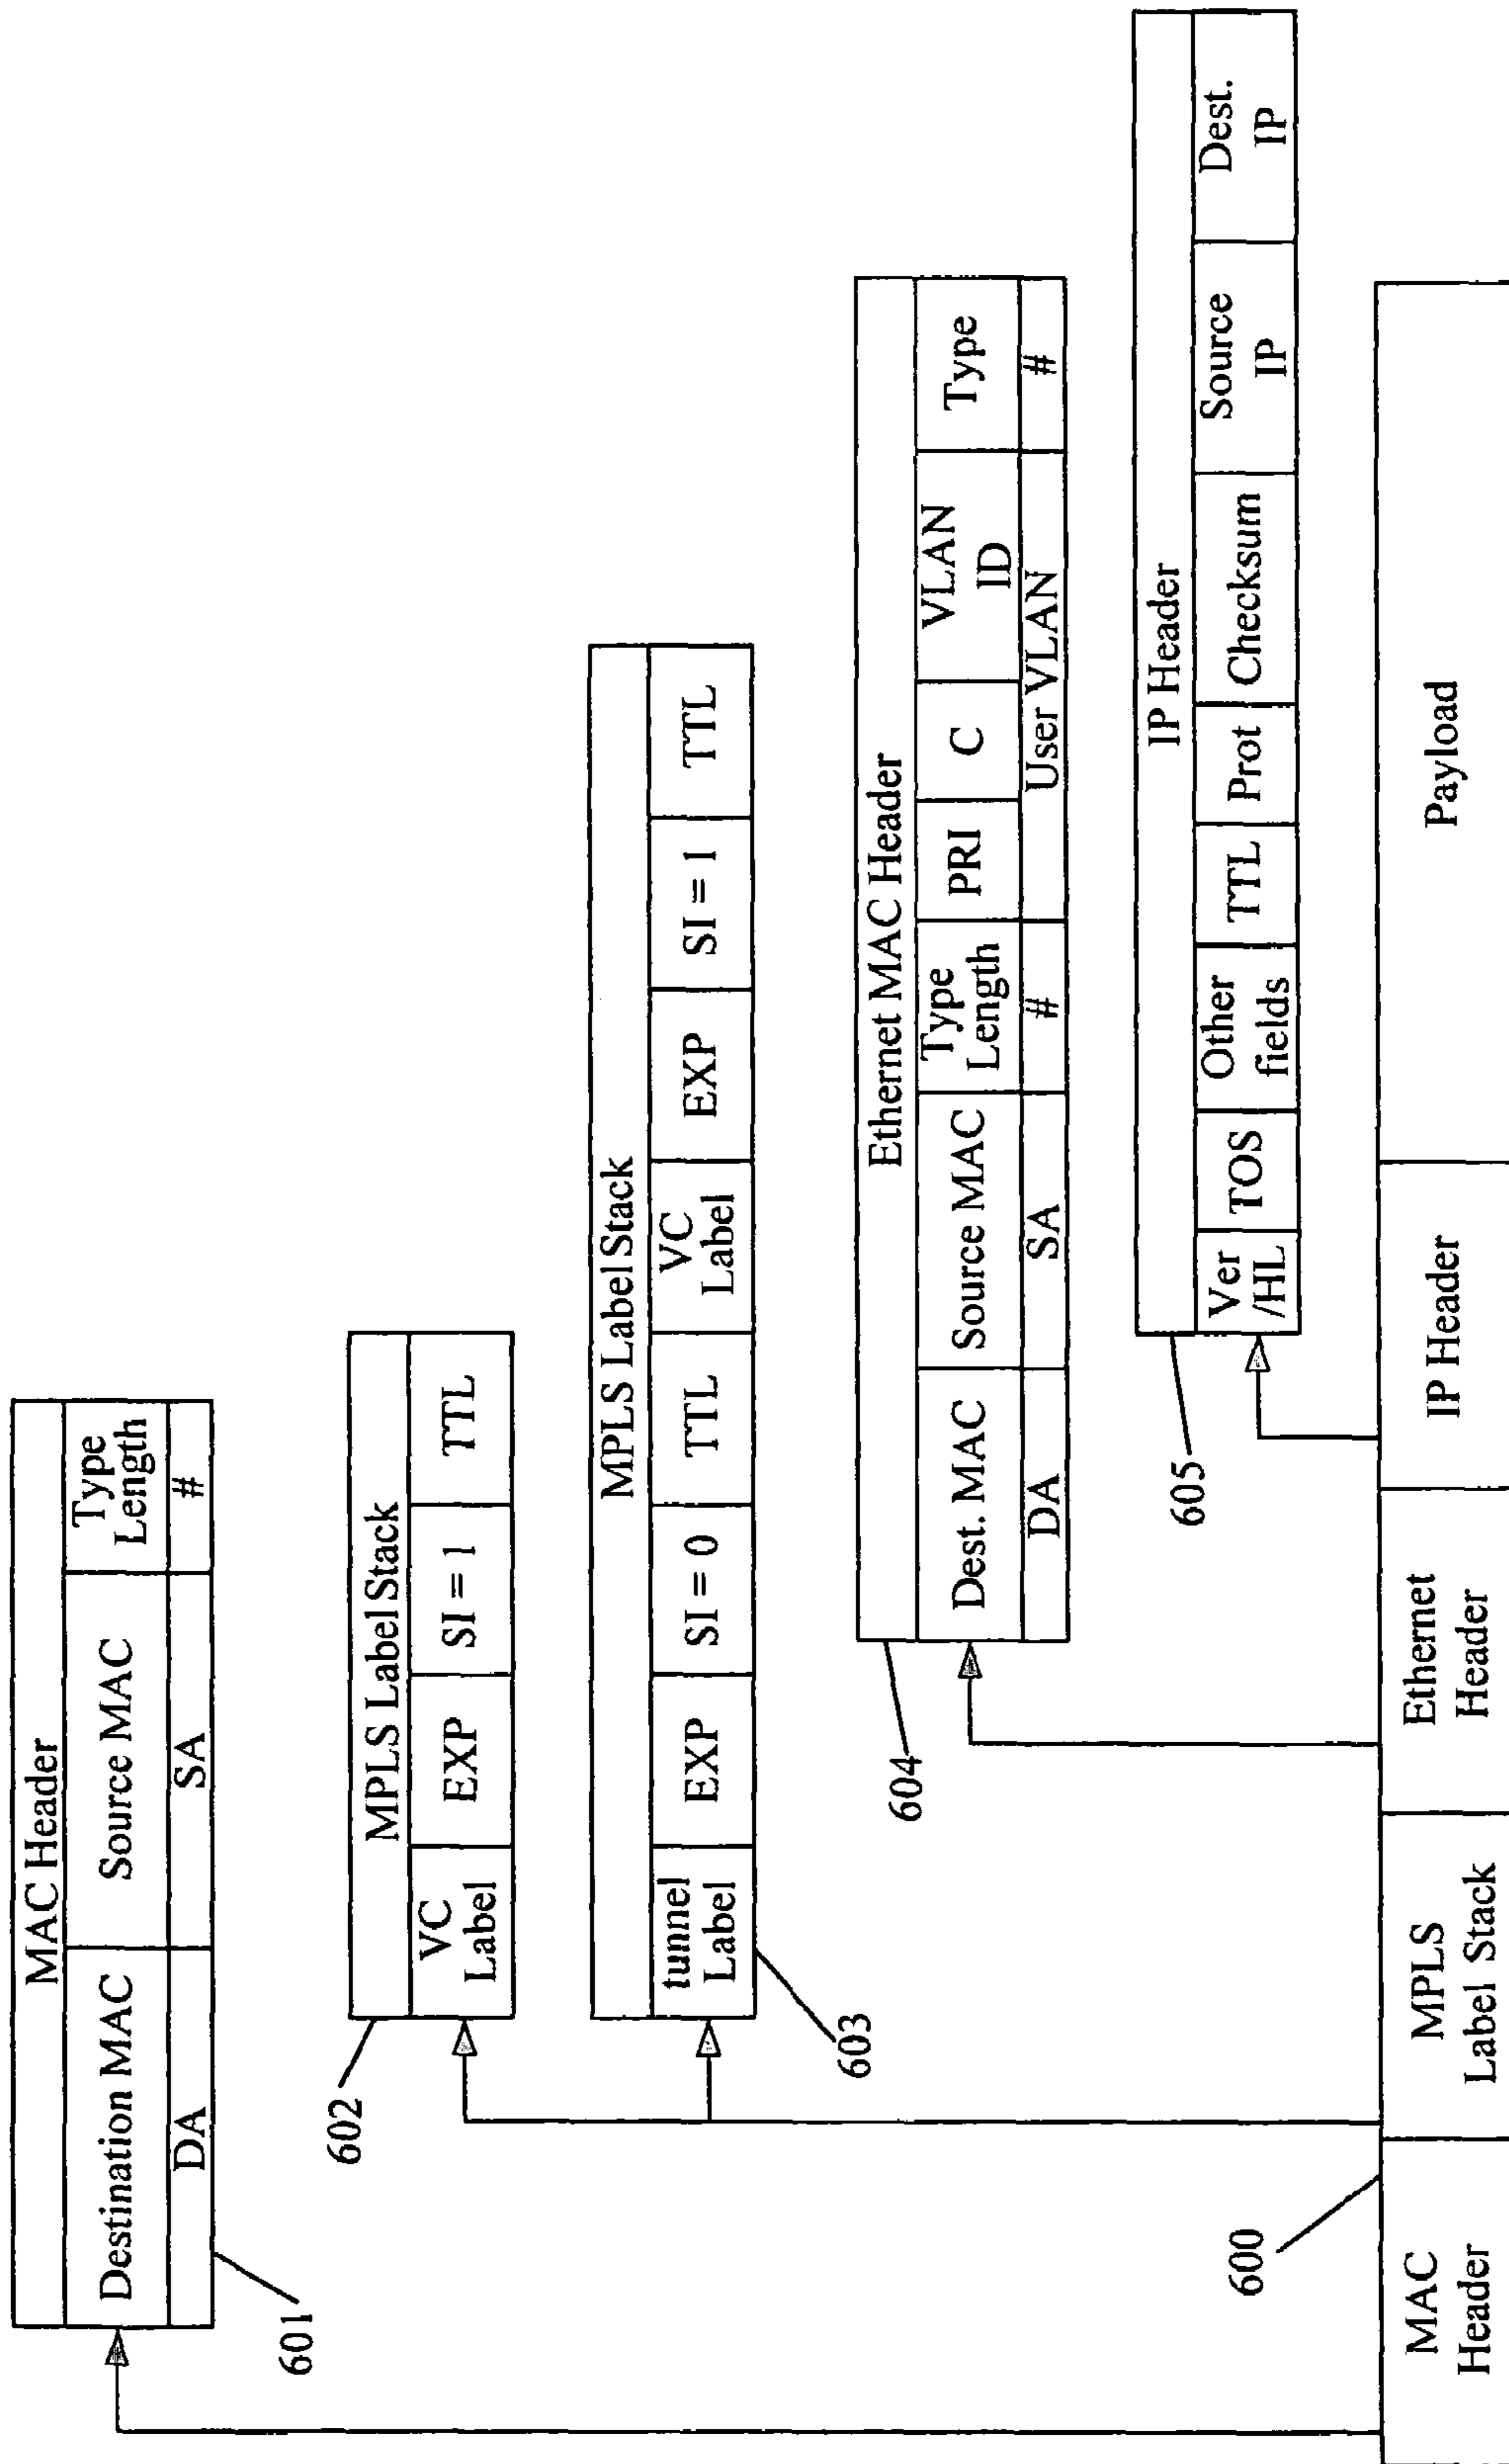 MAC Header
Destination MAC
Source MAC
Type
Length
DA
SA
#
601
MPLS Label Stack
VC
Label
EXP
SI = 1
TTL
602
MPLS Label Stack
tunnel
Label
EXP
SI = 0
TTL
VC
Label
EXP
SI = 1
TTL
603
Ethernet MAC Header
Dest. MAC
Source MAC
Type
Length
PRI
C
VLAN
ID
Type
DA
SA
#
User VLAN
#
604
IP Header
Ver
/HL
TOS
Other
fields
TTL
Prot
Checksum
Source
IP
Dest.
IP
605
600
MAC
Header
MPLS
Label Stack
Ethernet
Header
IP Header
Payload